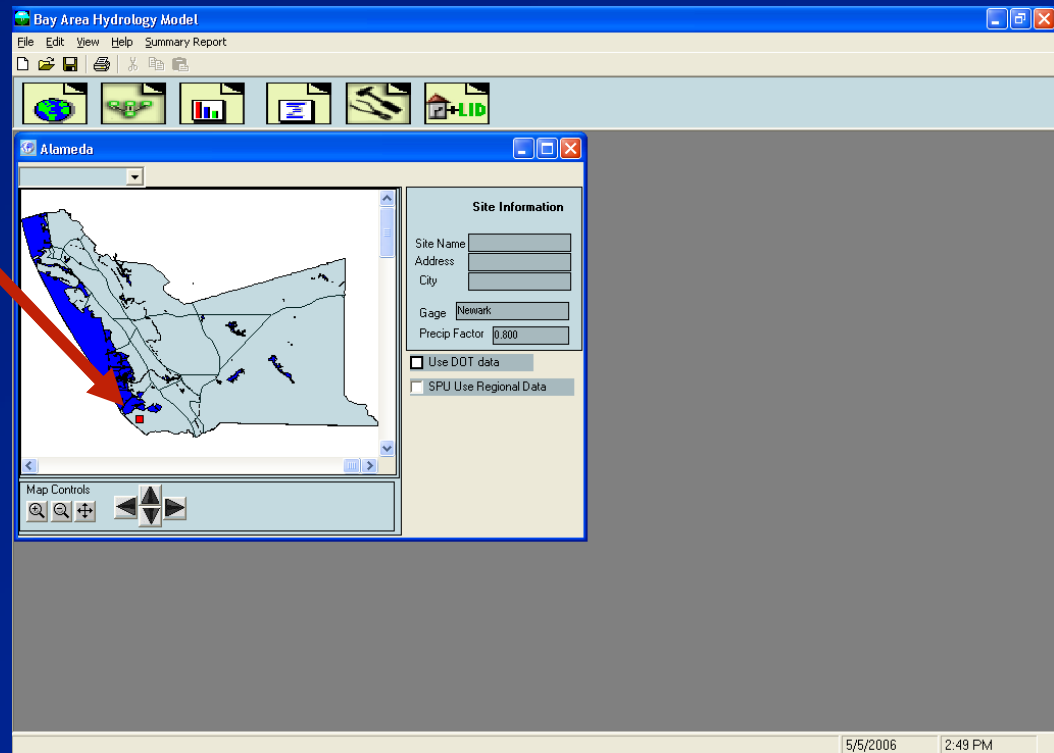 Bay Area Hydrology Model
File Edit View Help Summary Report
+LID
Alameda
Site Information
Site Name
Address
City
Gage Newark
Precip Factor 0.800
Use DOT data
SPU Use Regional Data
Map Controls
5/5/2006 2:49 PM